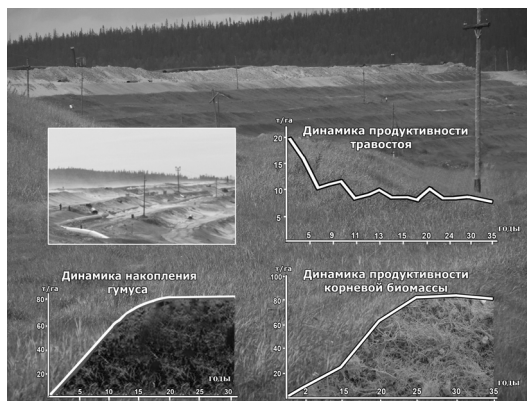 т/га
Динамика продуктивности
травостоя
20
15
10
5
5 9 11 13 15 20 24 30 35 годы
Динамика накопления
гумуса
т/га
80
60
40
20
годы
5 10 15 20 25 30
Динамика продуктивности
корневой биомассы
т/га
100
80
60
40
20
годы
2 5 10 15 20 25 30 35